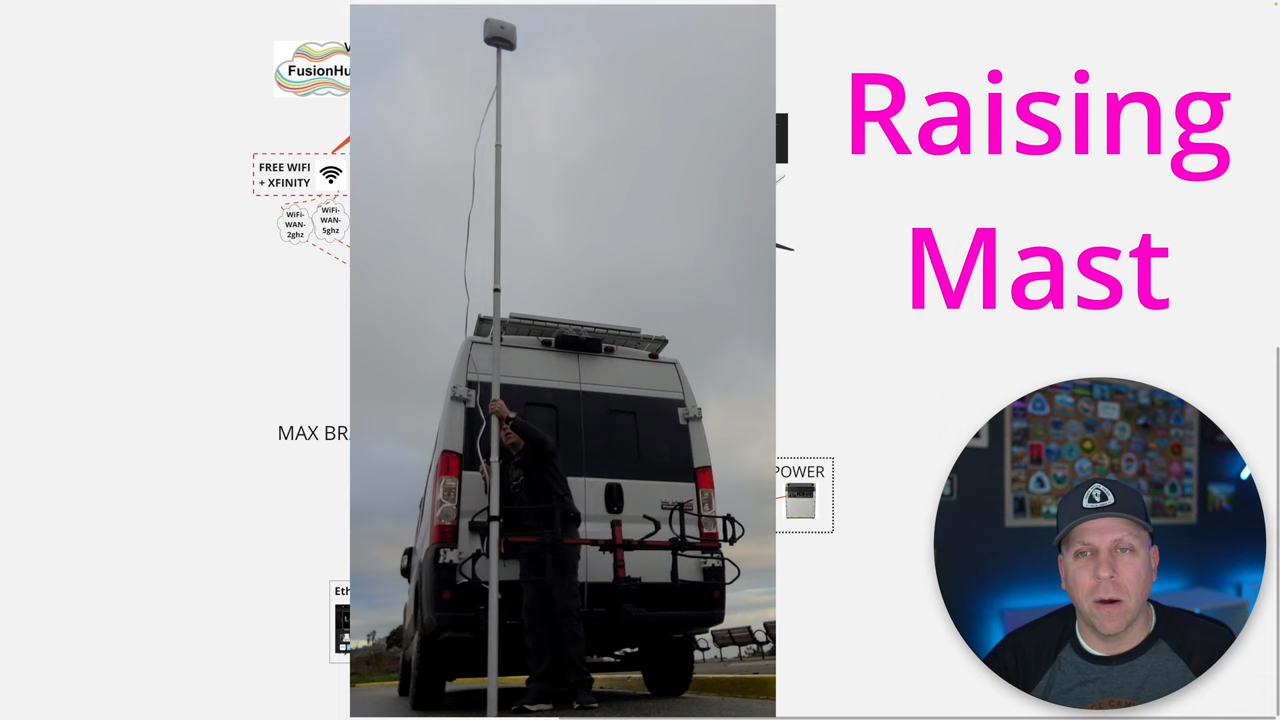 Raising
Mast
FusionHu
FREE WIFI
+ XFINITY
WiFi-
WAN-
2ghz
WiFi-
WAN-
5ghz
MAX BR
POWER
Eth